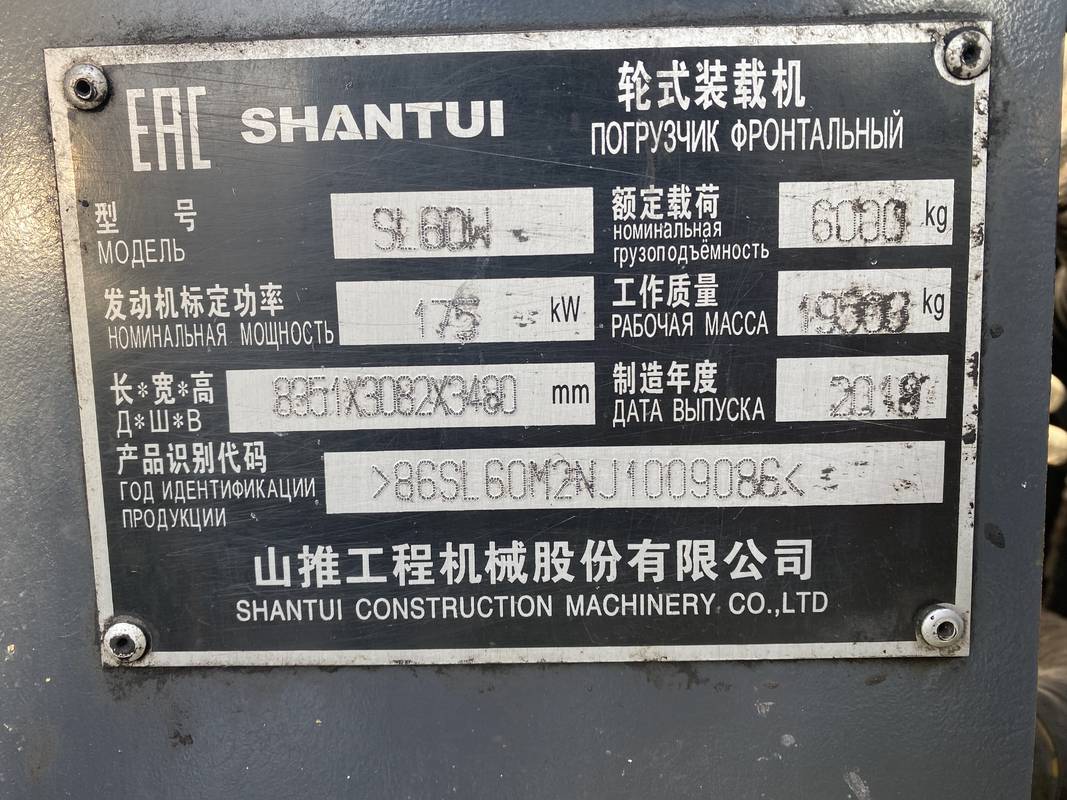 EAC SHANTUI
轮式装载机
ПОГРУЗЧИК ФРОНТАЛЬНЫЙ
型 号
МОДЕЛЬ
SL60W
额定载荷
номинальная
грузоподъёмность
kg
发动机标定功率
НОМИНАЛЬНАЯ МОЩНОСТЬ
175 kW
工作质量
РАБОЧАЯ МАССА
kg
长*宽*高
Д*Ш*В
8951X3082X3480 mm
制造年度
ДАТА ВЫПУСКА
产品识别代码
ГОД ИДЕНТИФИКАЦИИ
ПРОДУКЦИИ
>86SL60M2NJ1009086<
山推工程机械股份有限公司
SHANTUI CONSTRUCTION MACHINERY CO.,LTD